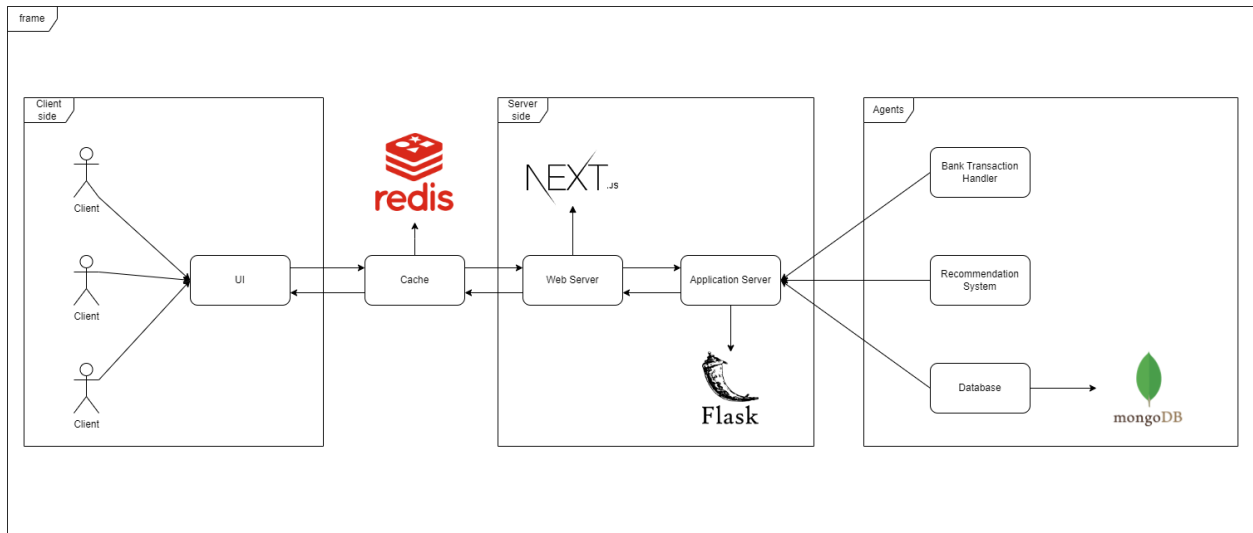 frame
Client
side
Server
side
Agents
Client
Client
Client
UI
redis
Cache
NEXT.JS
Web Server
Application Server
Flask
Bank Transaction
Handler
Recommendation
System
Database
mongoDB